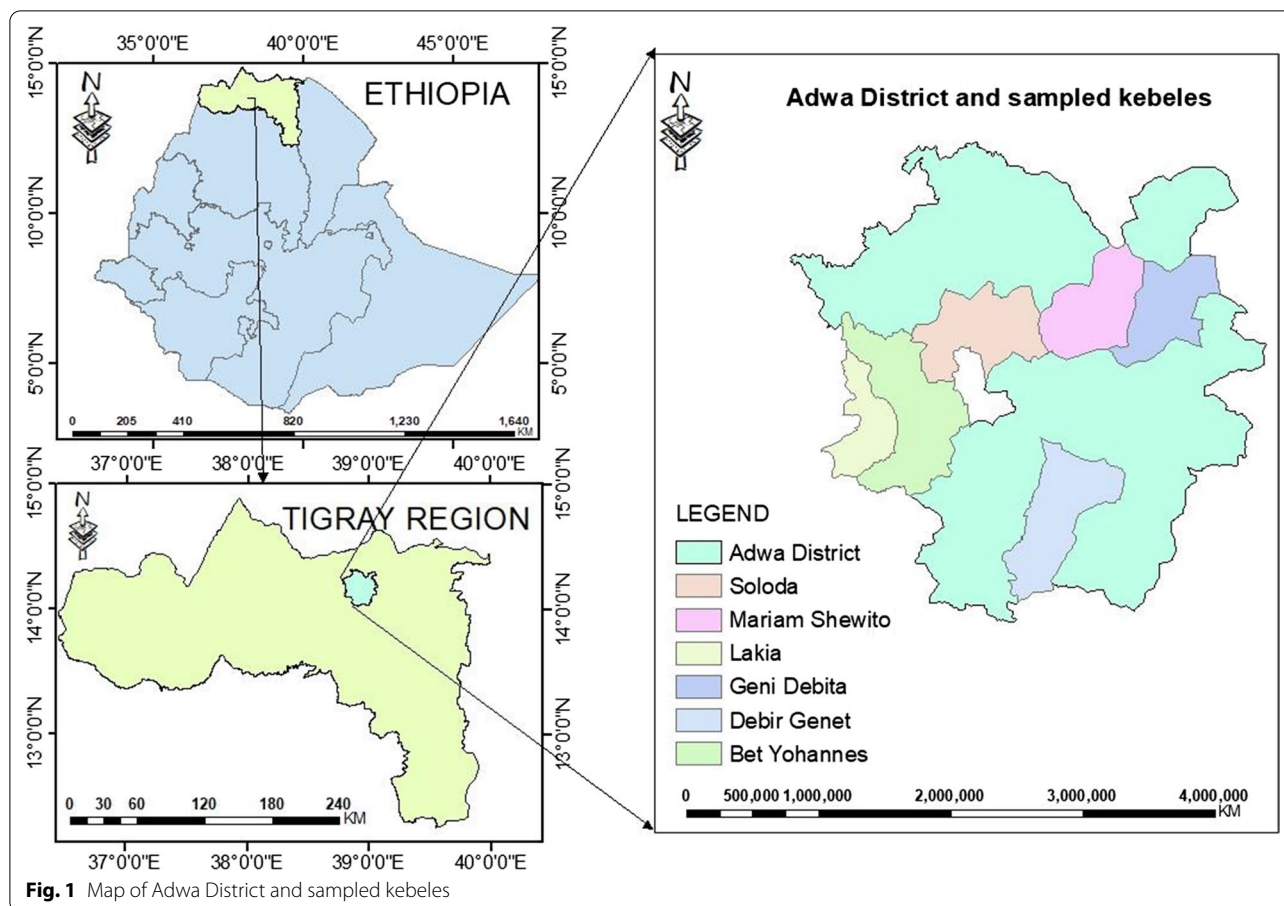 35°0'0"E 40°0'0"E 45°0'0"E
15°0'0"N 15°0'0"N
N
ETHIOPIA
10°0'0"N 10°0'0"N
5°0'0"N 5°0'0"N
0 205 410 820 1,230 1,640
KM
37°0'0"E 38°0'0"E 39°0'0"E 40°0'0"E
15°0'0"N 15°0'0"N
N
TIGRAY REGION
14°0'0"N 14°0'0"N
13°0'0"N 13°0'0"N
0 30 60 120 180 240
KM
37°0'0"E 38°0'0"E 39°0'0"E 40°0'0"E
N
Adwa District and sampled kebeles
LEGEND
Adwa District
Soloda
Mariam Shewito
Lakia
Geni Debita
Debir Genet
Bet Yohannes
0 500,000 1,000,000 2,000,000 3,000,000 4,000,000
KM
Fig. 1 Map of Adwa District and sampled kebeles